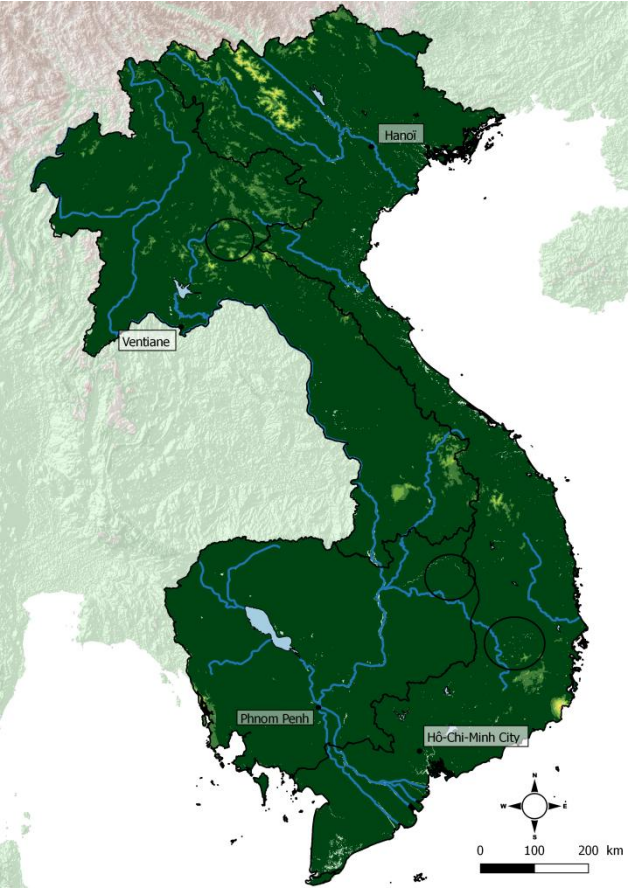 Hanoï
Ventiane
Phnom Penh
Hô-Chi-Minh City
N
W E
S
0 100 200 km